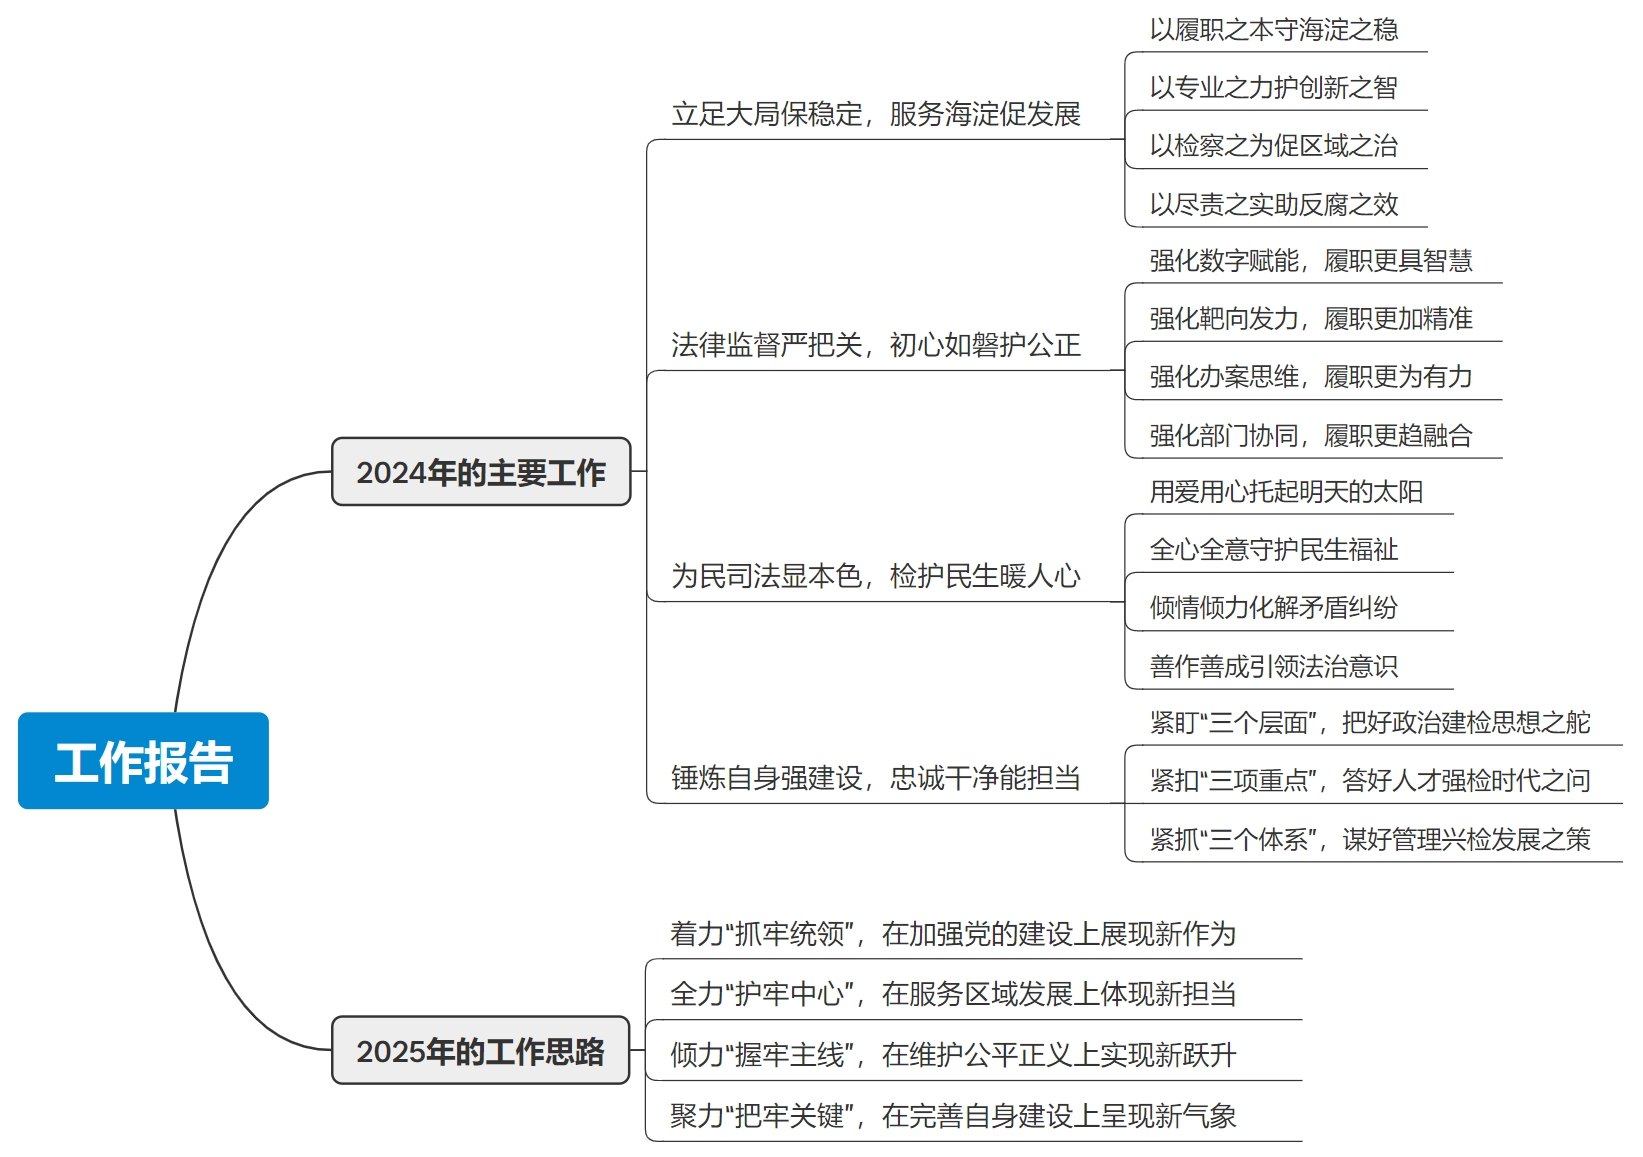 工作报告
2024年的主要工作
立足大局保稳定，服务海淀促发展
以履职之本守海淀之稳
以专业之力护创新之智
以检察之为促区域之治
以尽责之实助反腐之效
法律监督严把关，初心如磐护公正
强化数字赋能，履职更具智慧
强化靶向发力，履职更加精准
强化办案思维，履职更为有力
强化部门协同，履职更趋融合
为民司法显本色，检护民生暖人心
用爱用心托起明天的太阳
全心全意守护民生福祉
倾情倾力化解矛盾纠纷
善作善成引领法治意识
锤炼自身强建设，忠诚干净能担当
紧盯“三个层面”，把好政治建检思想之舵
紧扣“三项重点”，答好人才强检时代之问
紧抓“三个体系”，谋好管理兴检发展之策
2025年的工作思路
着力“抓牢统领”，在加强党的建设上展现新作为
全力“护牢中心”，在服务区域发展上体现新担当
倾力“握牢主线”，在维护公平正义上实现新跃升
聚力“把牢关键”，在完善自身建设上呈现新气象